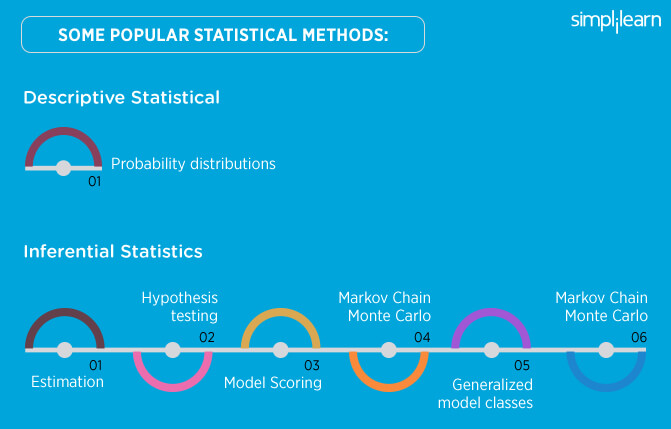 SOME POPULAR STATISTICAL METHODS:
simplilearn
Descriptive Statistical
Probability distributions
01
Inferential Statistics
Hypothesis
testing
Markov Chain
Monte Carlo
Markov Chain
Monte Carlo
01
02
03
04
05
06
Estimation
Model Scoring
Generalized
model classes